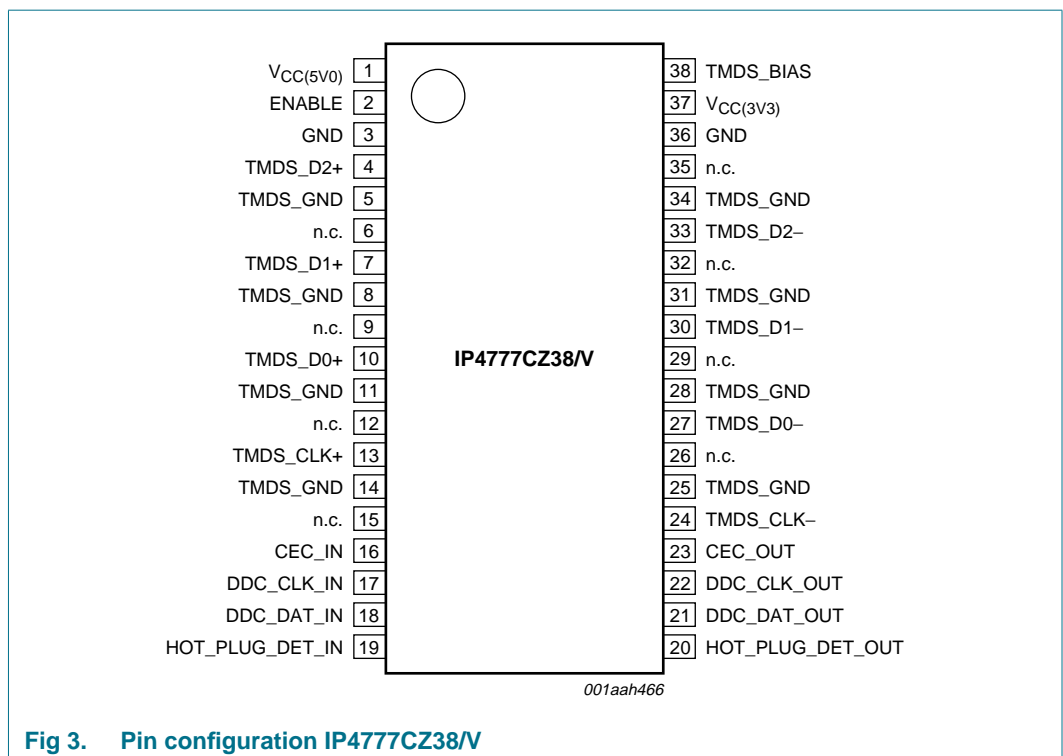 VCC(5V0) 1
ENABLE 2
GND 3
TMDS_D2+ 4
TMDS_GND 5
n.c. 6
TMDS_D1+ 7
TMDS_GND 8
n.c. 9
TMDS_D0+ 10
TMDS_GND 11
n.c. 12
TMDS_CLK+ 13
TMDS_GND 14
n.c. 15
CEC_IN 16
DDC_CLK_IN 17
DDC_DAT_IN 18
HOT_PLUG_DET_IN 19
IP4777CZ38/V
38 TMDS_BIAS
37 VCC(3V3)
36 GND
35 n.c.
34 TMDS_GND
33 TMDS_D2−
32 n.c.
31 TMDS_GND
30 TMDS_D1−
29 n.c.
28 TMDS_GND
27 TMDS_D0−
26 n.c.
25 TMDS_GND
24 TMDS_CLK−
23 CEC_OUT
22 DDC_CLK_OUT
21 DDC_DAT_OUT
20 HOT_PLUG_DET_OUT
001aah466
Fig 3. Pin configuration IP4777CZ38/V